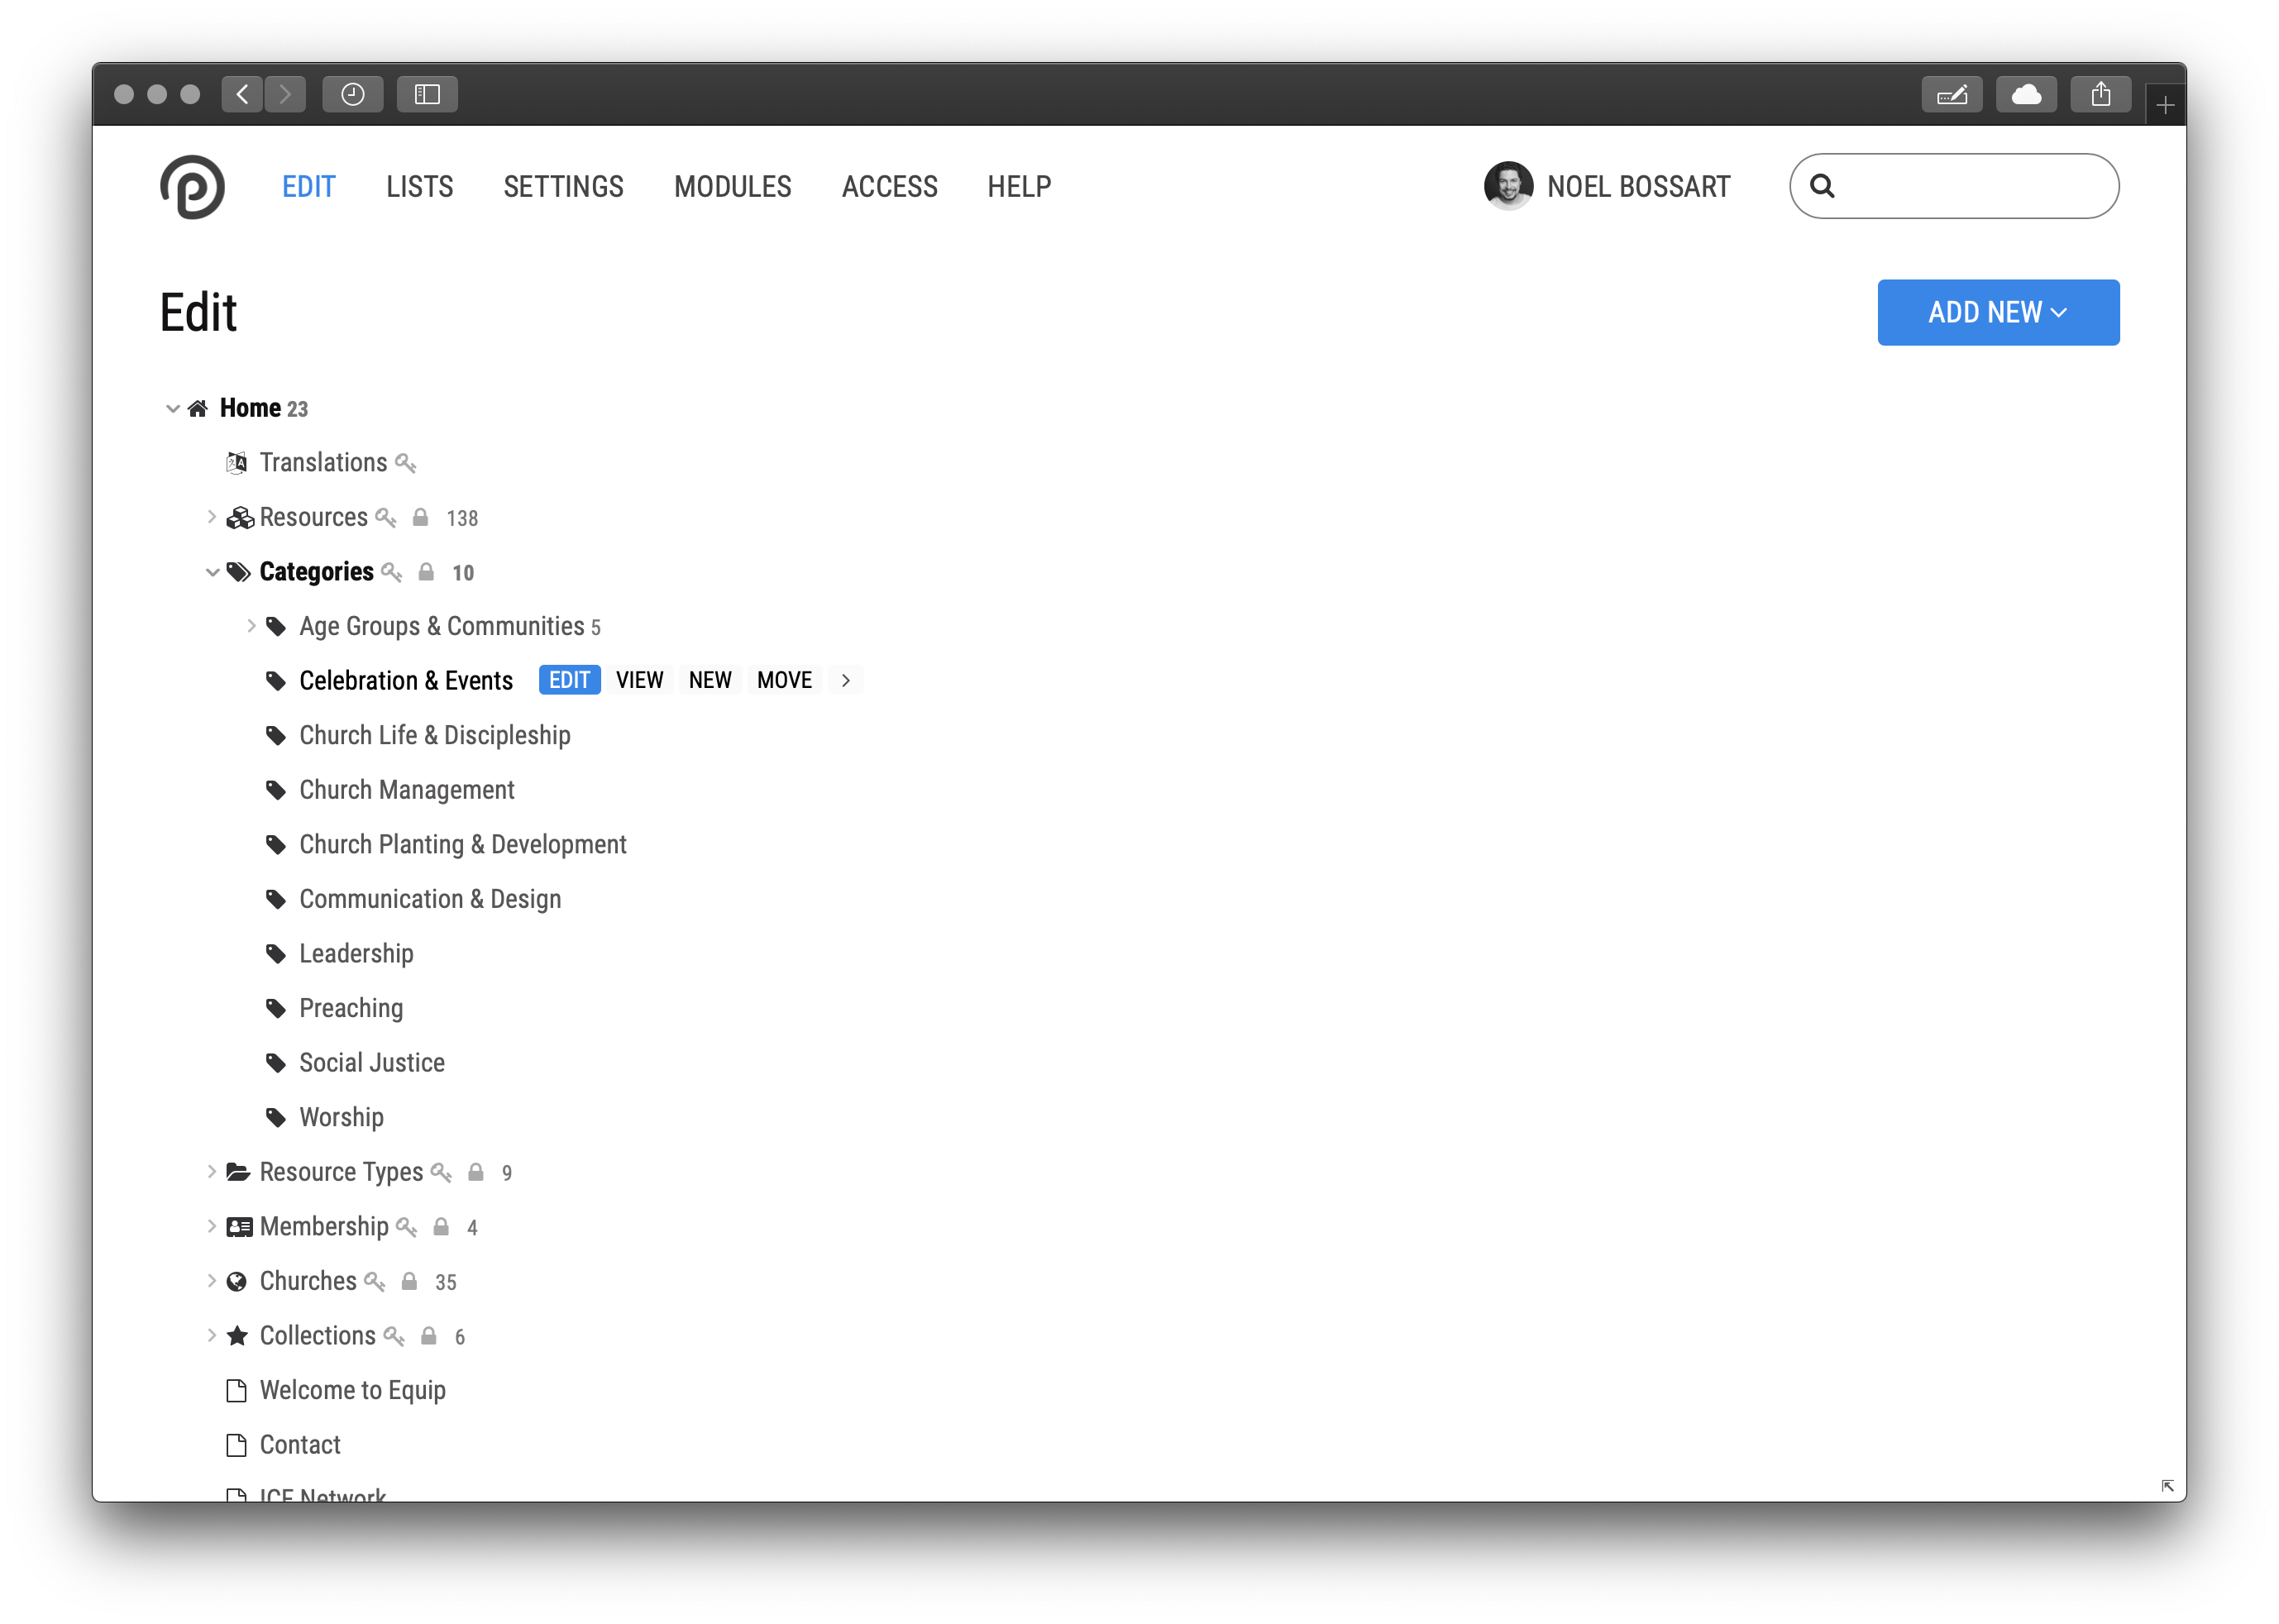 EDIT LISTS SETTINGS MODULES ACCESS HELP NOEL BOSSART
Edit
ADD NEW
Home 23
Translations
Resources 138
Categories 10
Age Groups & Communities 5
Celebration & Events EDIT VIEW NEW MOVE
Church Life & Discipleship
Church Management
Church Planting & Development
Communication & Design
Leadership
Preaching
Social Justice
Worship
Resource Types 9
Membership 4
Churches 35
Collections 6
Welcome to Equip
Contact
Network